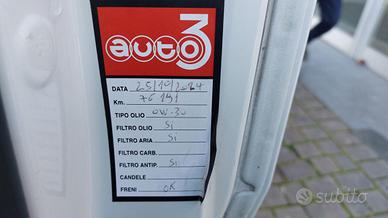 auto3
DATA 25/10/2024
Km. 76191
TIPO OLIO 0W-30
FILTRO OLIO Si
FILTRO ARIA Si
FILTRO CARB.
FILTRO ANTIP. Si
CANDELE
FRENI OK
subito